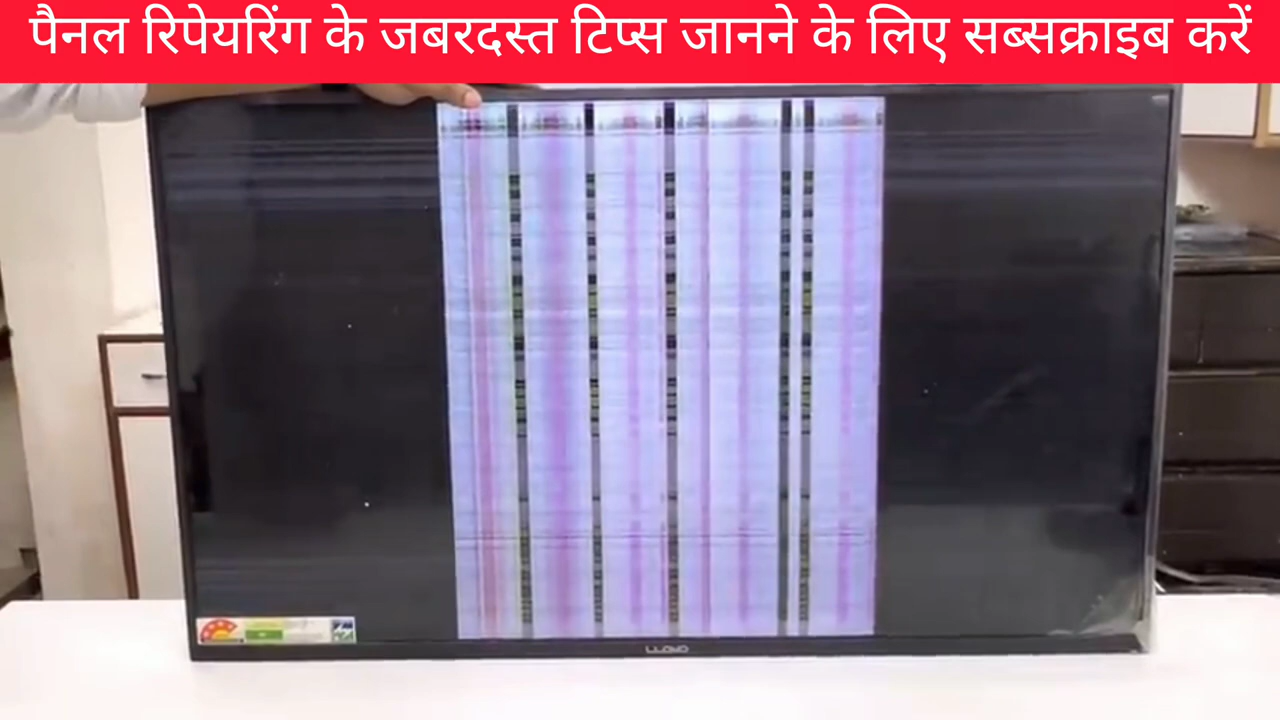 पैनल रिपेयरिंग के जबरदस्त टिप्स जानने के लिए सब्सक्राइब करें
LLOYD